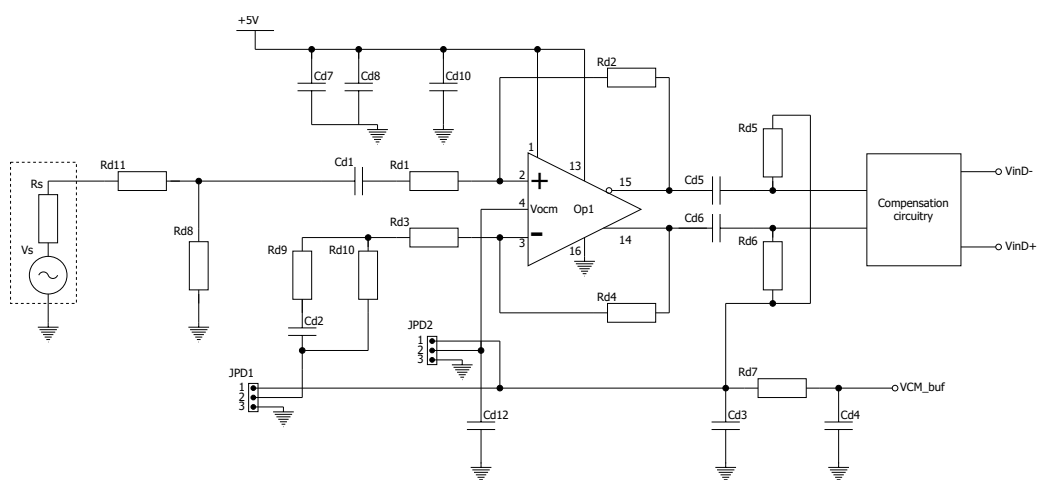 +5V
Cd7
Cd8
Cd10
Rd2
Rd5
1
13
Rd11
Cd1
Rd1
Rs
2
+
15
Cd5
VinD-
4
Vocm
Op1
Compensation
circuitry
Rd8
Rd3
Cd6
Vs
Rd9
Rd10
3
-
14
Rd6
VinD+
16
Rd4
Cd2
JPD2
1
2
3
JPD1
1
2
3
Rd7
VCM_buf
Cd12
Cd3
Cd4